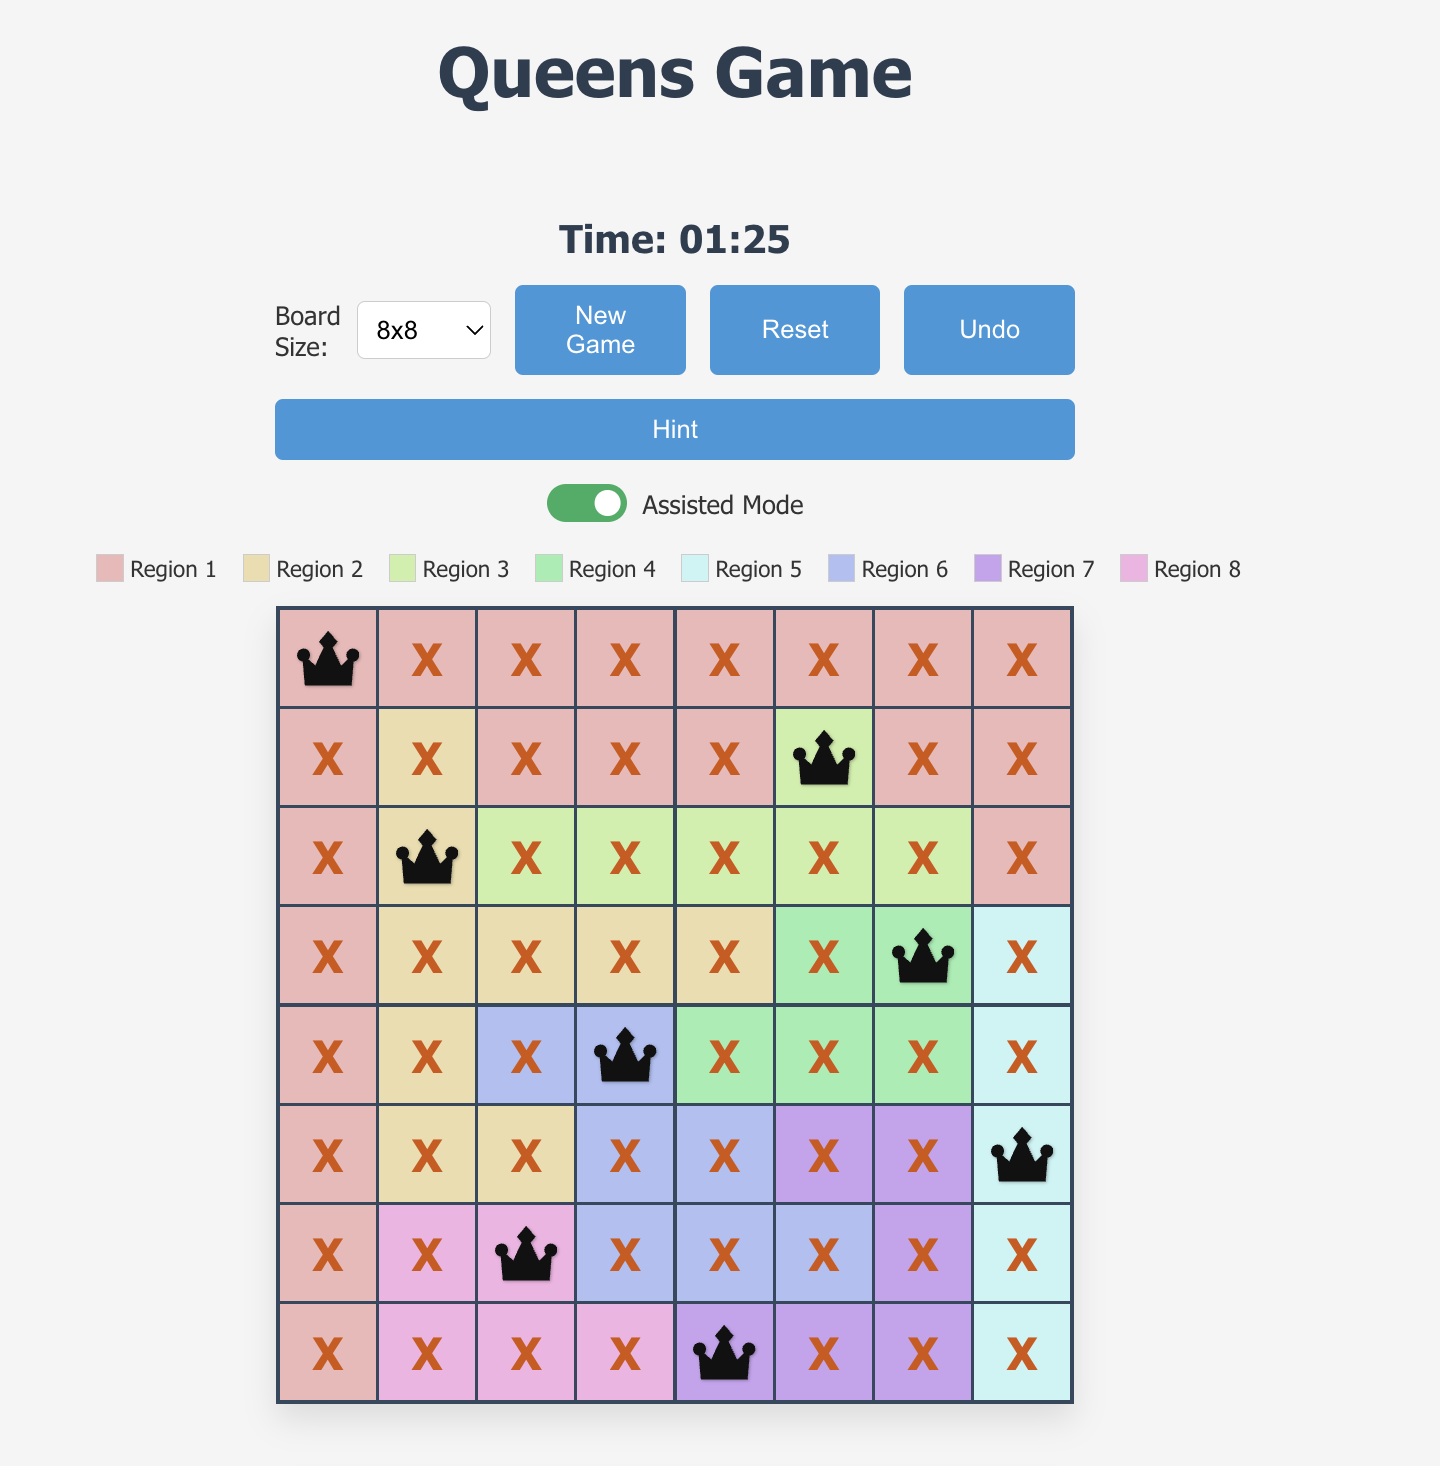 Queens Game
Time: 01:25
Board Size:
8x8
New Game
Reset
Undo
Hint
Assisted Mode
Region 1 Region 2 Region 3 Region 4 Region 5 Region 6 Region 7 Region 8
X X X X X X X
X X X X X X X
X X X X X X X
X X X X X X X
X X X X X X X
X X X X X X X
X X X X X X X
X X X X X X X